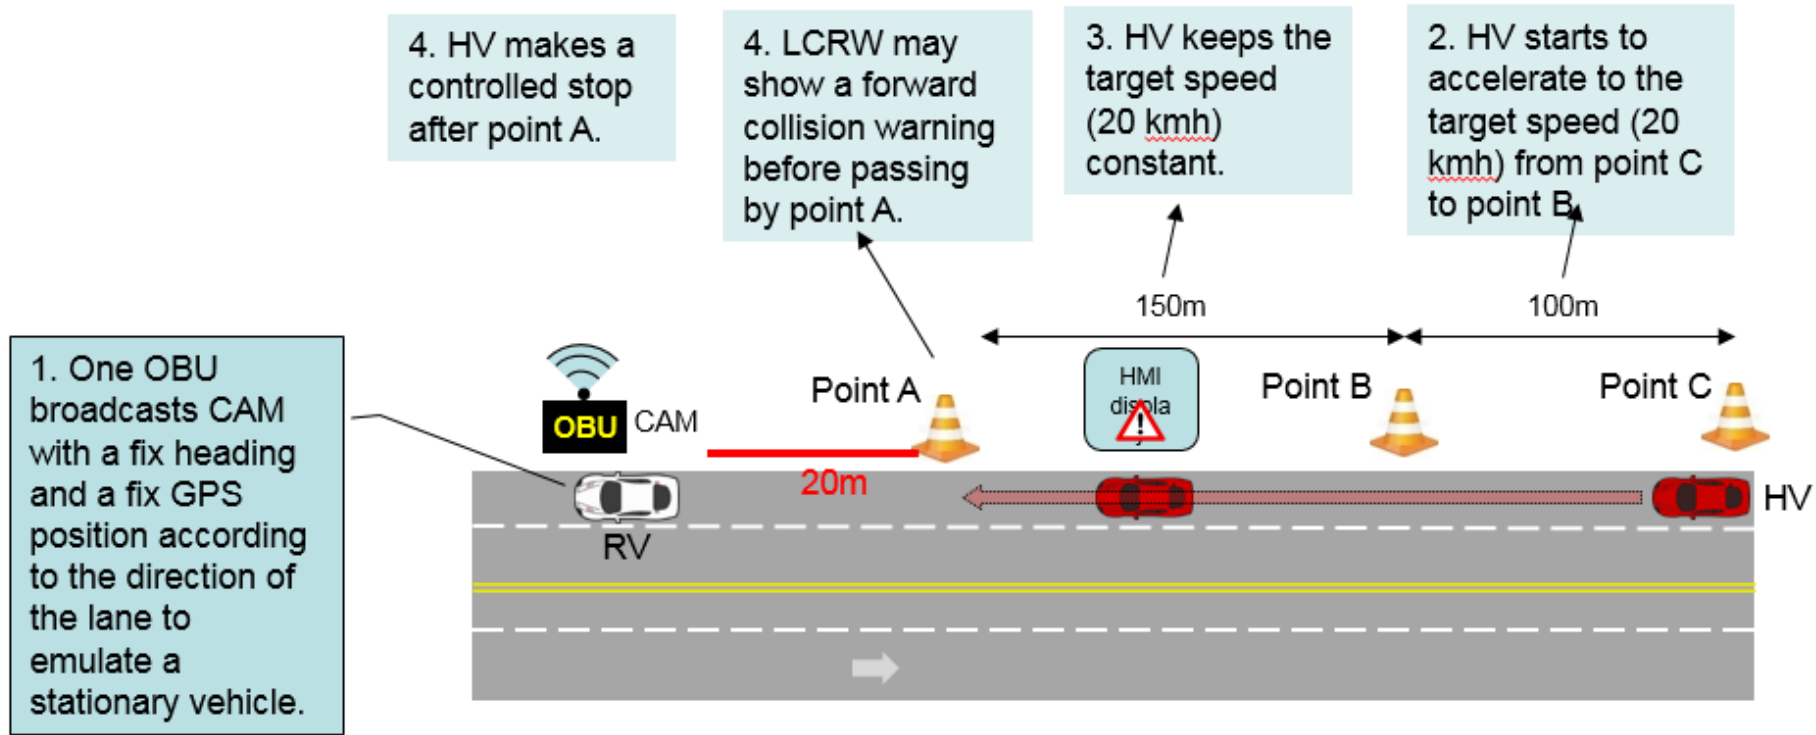 4. HV makes a
controlled stop
after point A.
4. LCRW may
show a forward
collision warning
before passing
by point A.
3. HV keeps the
target speed
(20 kmh)
constant.
2. HV starts to
accelerate to the
target speed (20
kmh) from point C
to point B.
150m
100m
1. One OBU
broadcasts CAM
with a fix heading
and a fix GPS
position according
to the direction of
the lane to
emulate a
stationary vehicle.
OBU
CAM
Point A
HMI
displa
y
Point B
Point C
20m
RV
HV